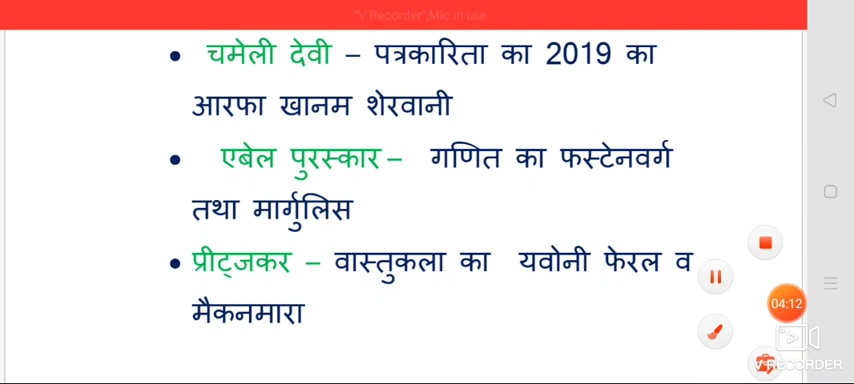 "V Recorder",Mic in use
• चमेली देवी – पत्रकारिता का 2019 का
आरफा खानम शेरवानी
• एबेल पुरस्कार – गणित का फस्टेनवर्ग
तथा मार्गुलिस
• प्रीट्जकर – वास्तुकला का यवोनी फेरल व
मैकनमारा
04:12
V RECORDER